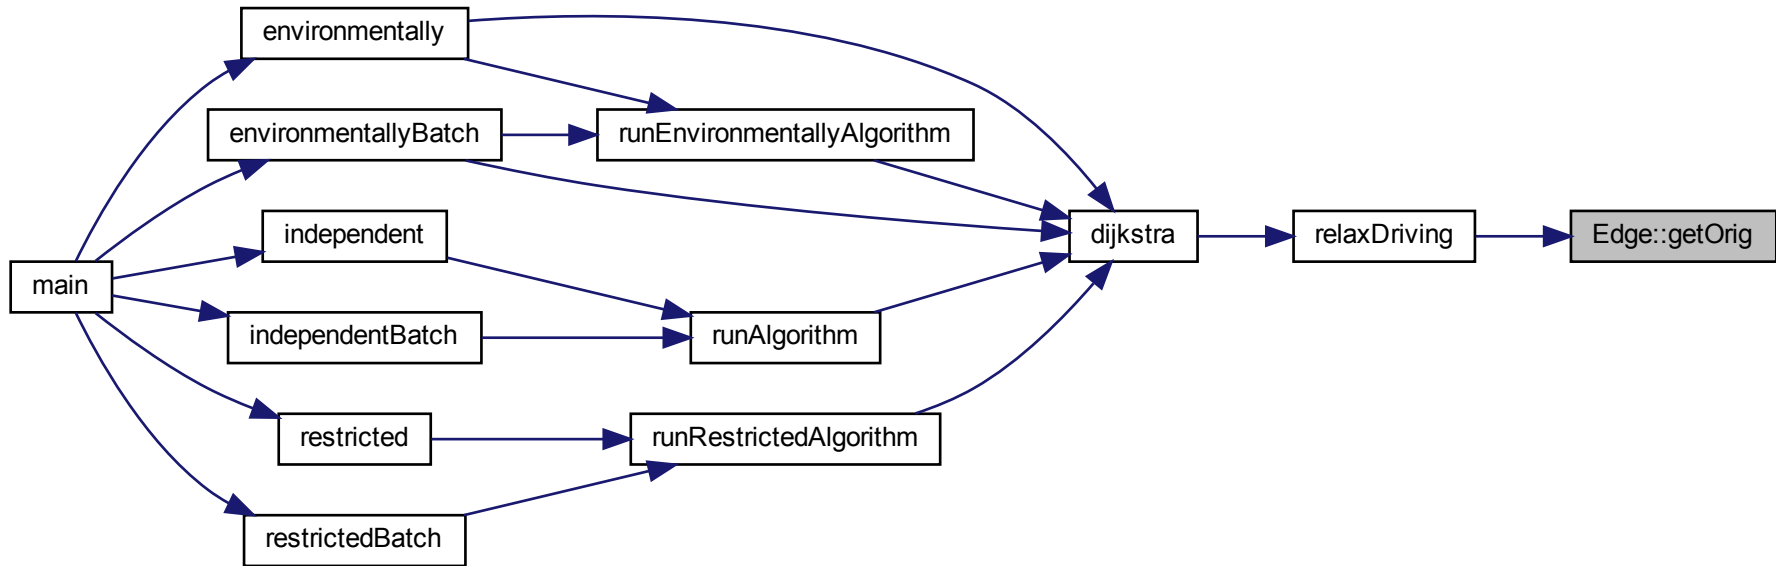 environmentally
environmentallyBatch
runEnvironmentallyAlgorithm
independent
dijkstra
relaxDriving
Edge::getOrig
main
independentBatch
runAlgorithm
restricted
runRestrictedAlgorithm
restrictedBatch